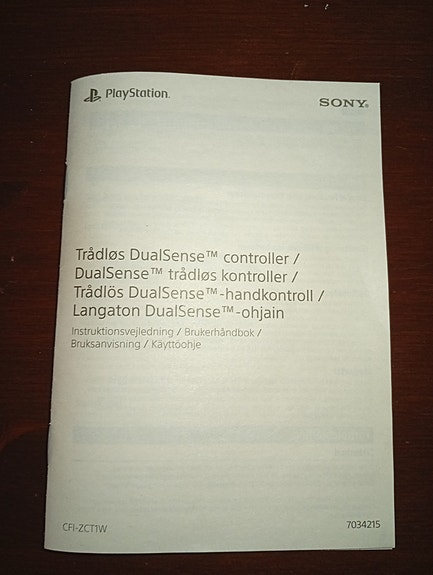 PlayStation.
SONY®
Trådløs DualSense™ controller /
DualSense™ trådløs kontroller /
Trådlös DualSense™-handkontroll /
Langaton DualSense™-ohjain
Instruktionsvejledning / Brukerhåndbok /
Bruksanvisning / Käyttöohje
CFI-ZCT1W
7034215